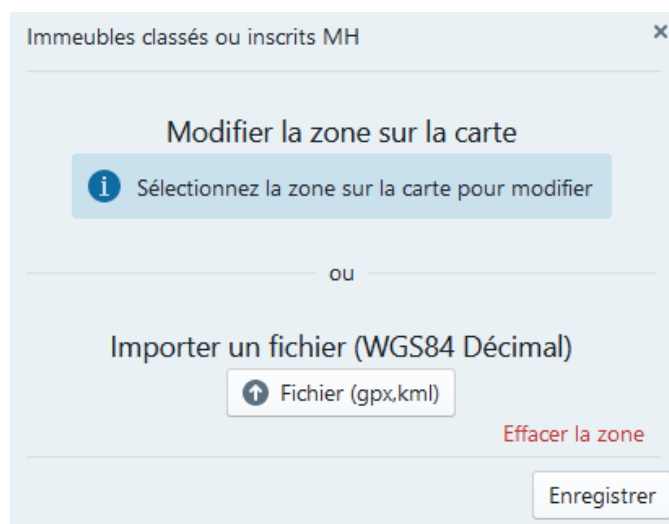 Immeubles classés ou inscrits MH
Modifier la zone sur la carte
Sélectionnez la zone sur la carte pour modifier
ou
Importer un fichier (WGS84 Décimal)
Fichier (gpx,kml)
Effacer la zone
Enregistrer